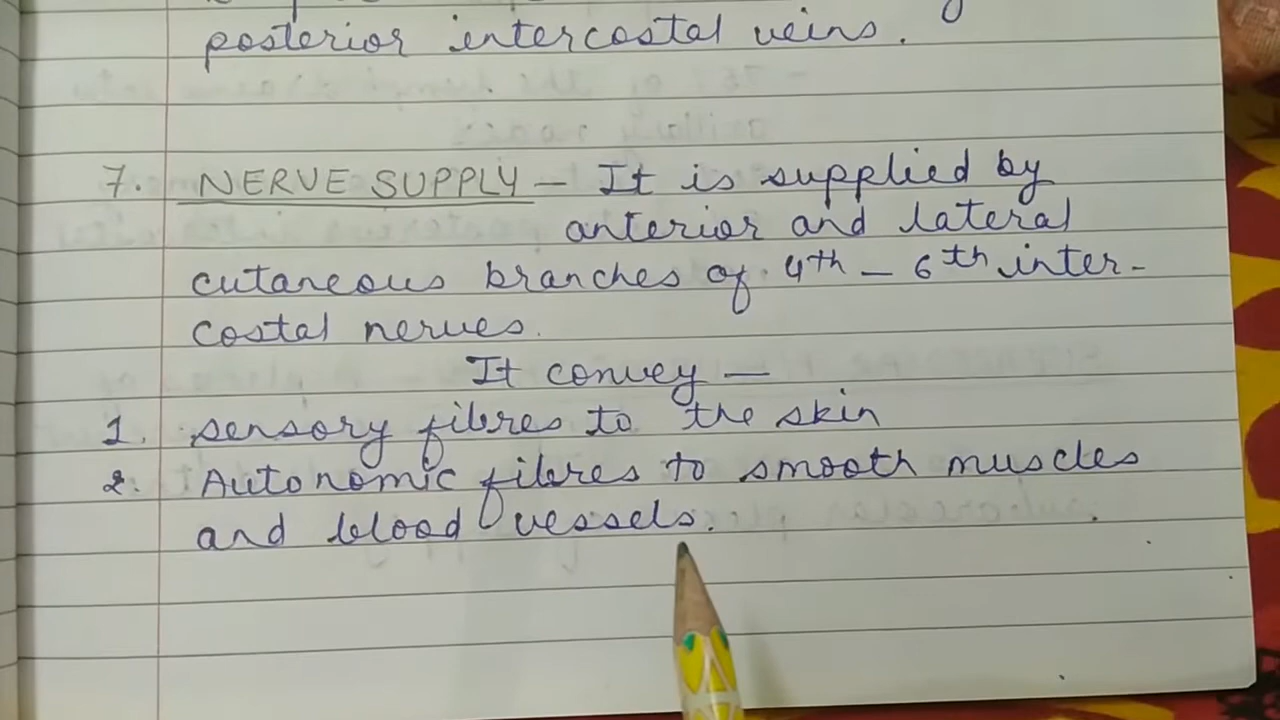 posterior intercostal veins.
7. NERVE SUPPLY – It is supplied by
anterior and lateral
cutaneous branches of 4th – 6th inter-
costal nerves.
It convey –
1. sensory fibres to the skin
2. Autonomic fibres to smooth muscles
and blood vessels.